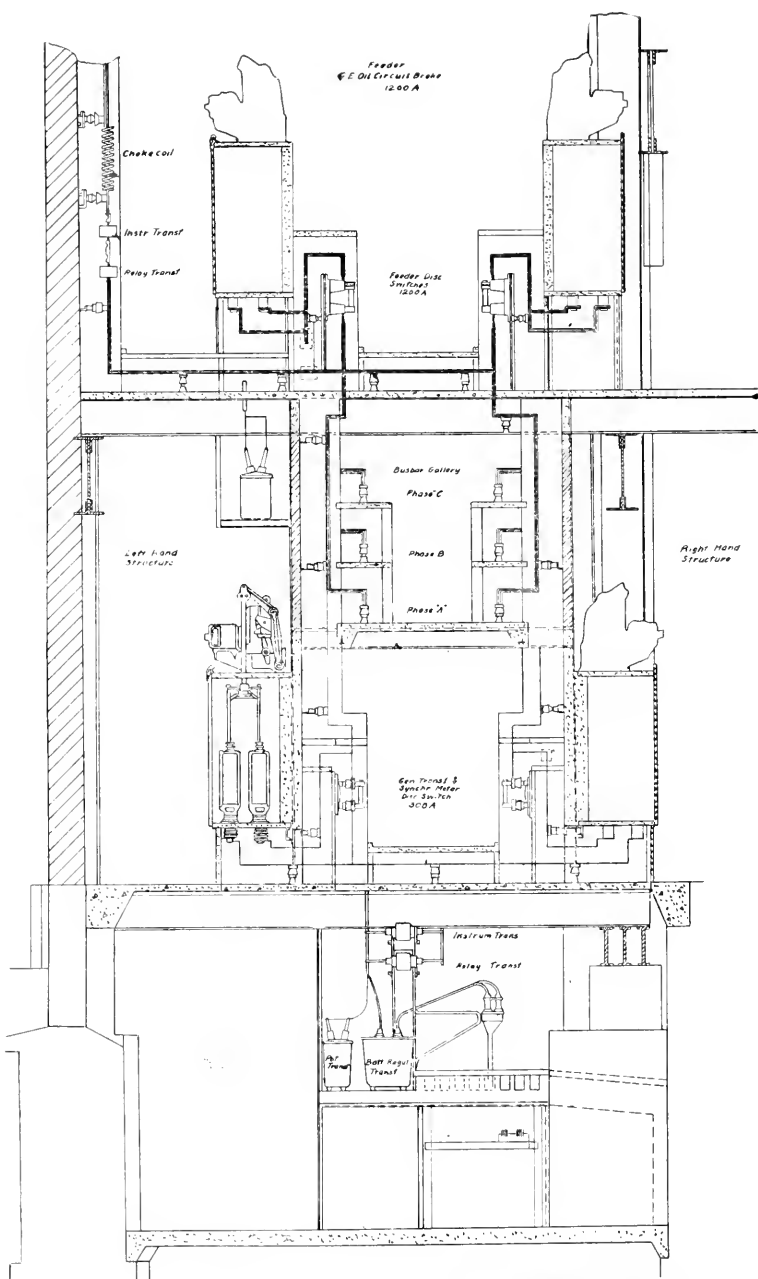 Feeder
G.E Oil Circuit Brake
1200 A
Choke coil
Instr Transf
Relay Transf
Feeder Disc
Switches
1200 A
Busbar Gallery
Phase "C"
Left Hand
Structure
Phase B
Right Hand
Structure
Phase "A"
Gen Transf &
Synchr Motor
Disc Switch
300 A
Instrum Trans
Relay Transf
Pot
Transf
Batt Regul
Transf